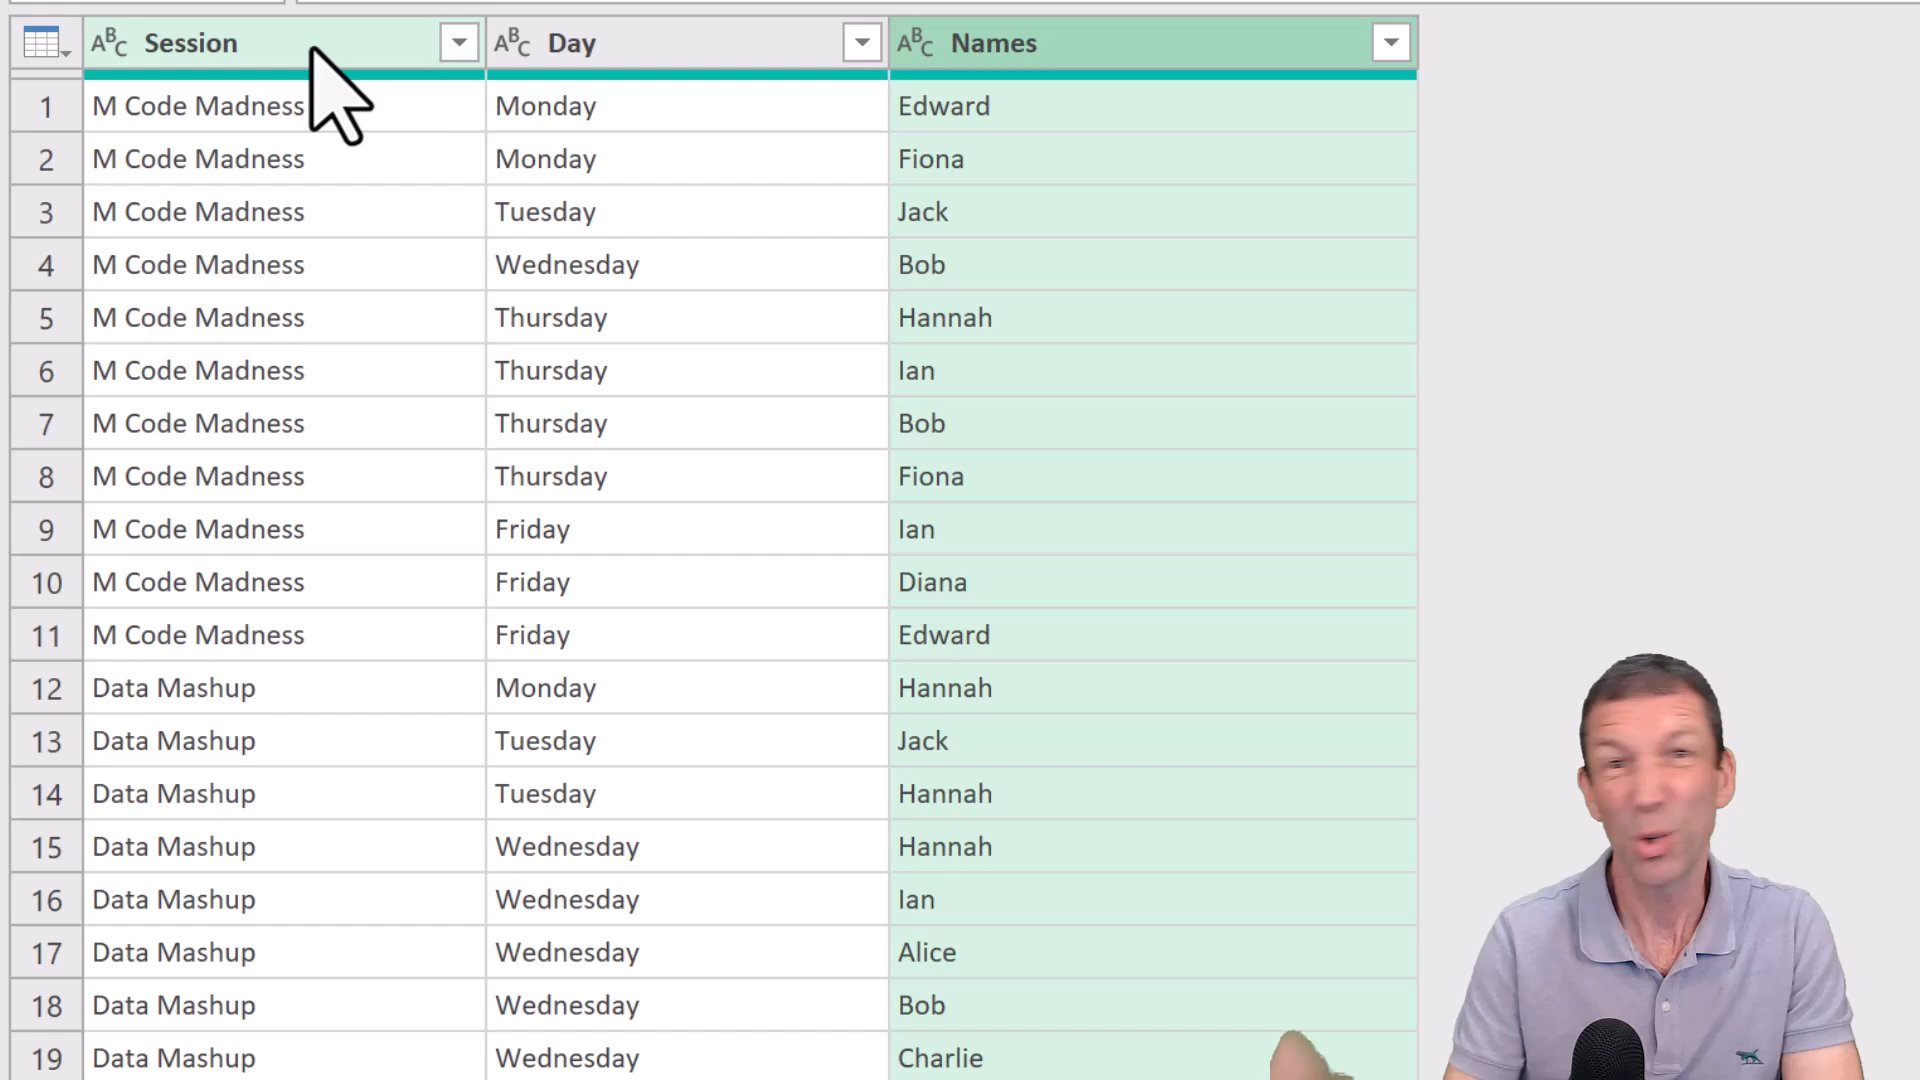 ABC Session ABC Day ABC Names
1 M Code Madness Monday Edward
2 M Code Madness Monday Fiona
3 M Code Madness Tuesday Jack
4 M Code Madness Wednesday Bob
5 M Code Madness Thursday Hannah
6 M Code Madness Thursday Ian
7 M Code Madness Thursday Bob
8 M Code Madness Thursday Fiona
9 M Code Madness Friday Ian
10 M Code Madness Friday Diana
11 M Code Madness Friday Edward
12 Data Mashup Monday Hannah
13 Data Mashup Tuesday Jack
14 Data Mashup Tuesday Hannah
15 Data Mashup Wednesday Hannah
16 Data Mashup Wednesday Ian
17 Data Mashup Wednesday Alice
18 Data Mashup Wednesday Bob
19 Data Mashup Wednesday Charlie